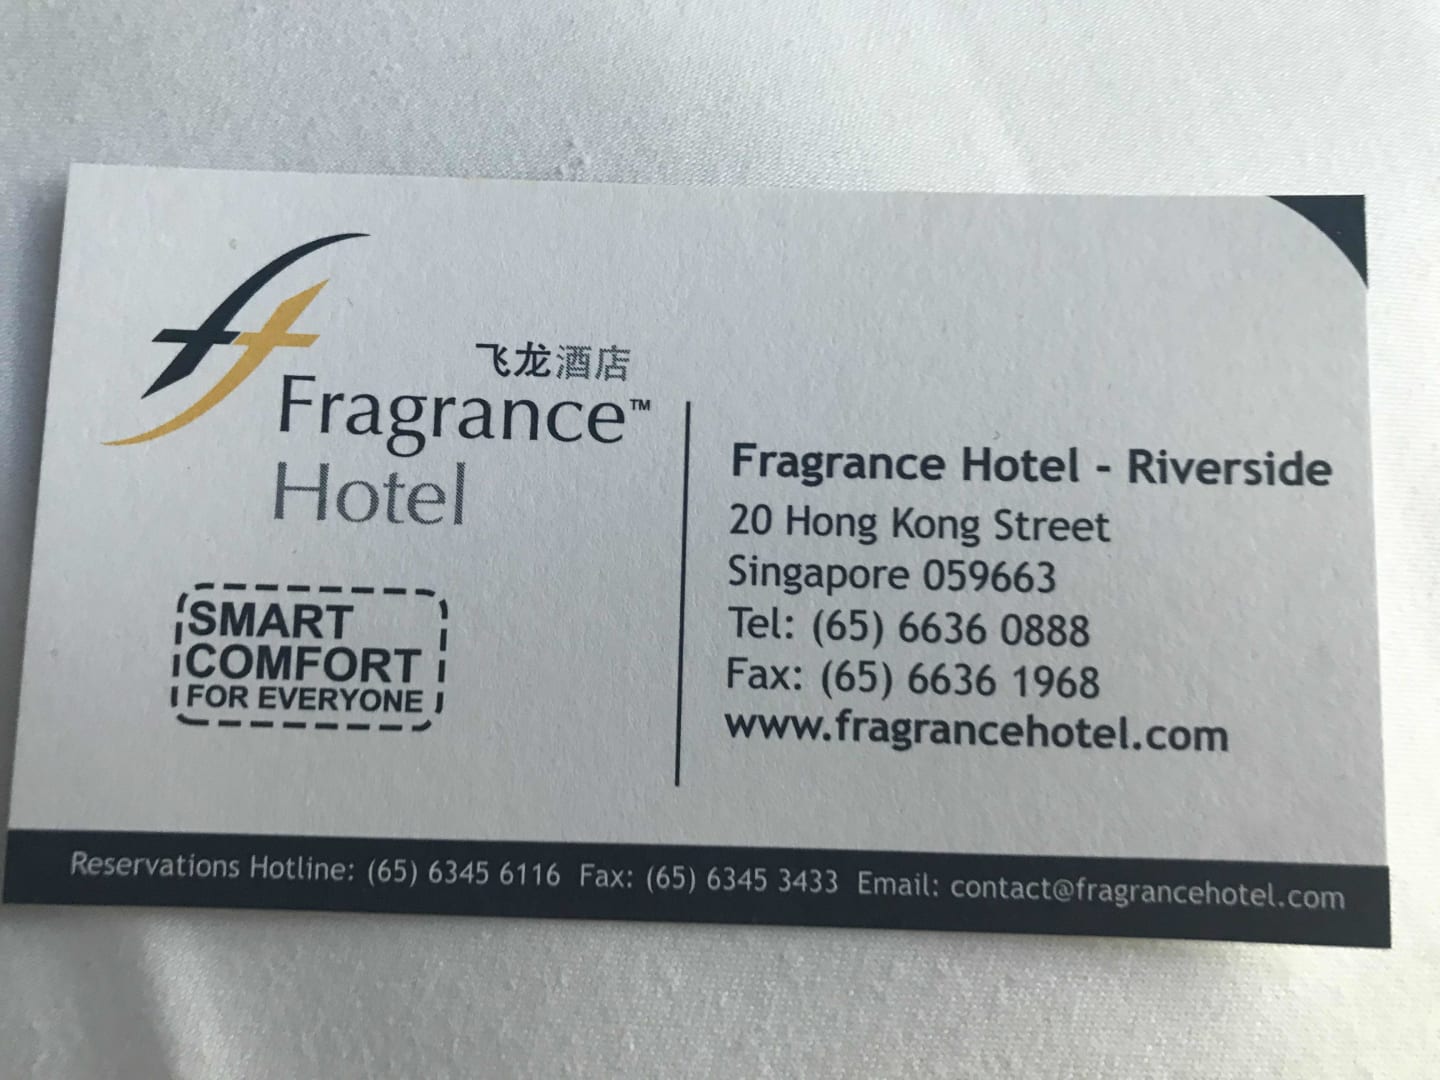 飞龙酒店
Fragrance™
Hotel
SMART
COMFORT
FOR EVERYONE
Fragrance Hotel - Riverside
20 Hong Kong Street
Singapore 059663
Tel: (65) 6636 0888
Fax: (65) 6636 1968
www.fragrancehotel.com
Reservations Hotline: (65) 6345 6116 Fax: (65) 6345 3433 Email: contact@fragrancehotel.com